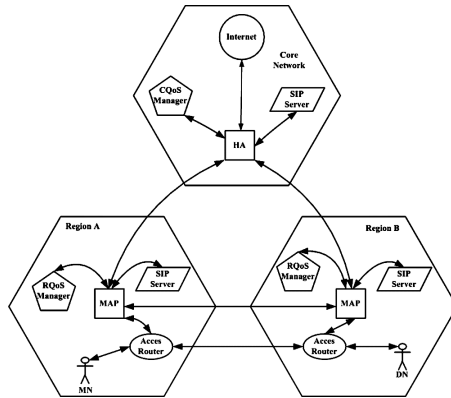 Internet
Core
Network
CQoS
Manager
SIP
Server
HA
Region A
Region B
RQoS
Manager
SIP
Server
MAP
RQoS
Manager
SIP
Server
MAP
Acces
Router
Acces
Router
MN
DN